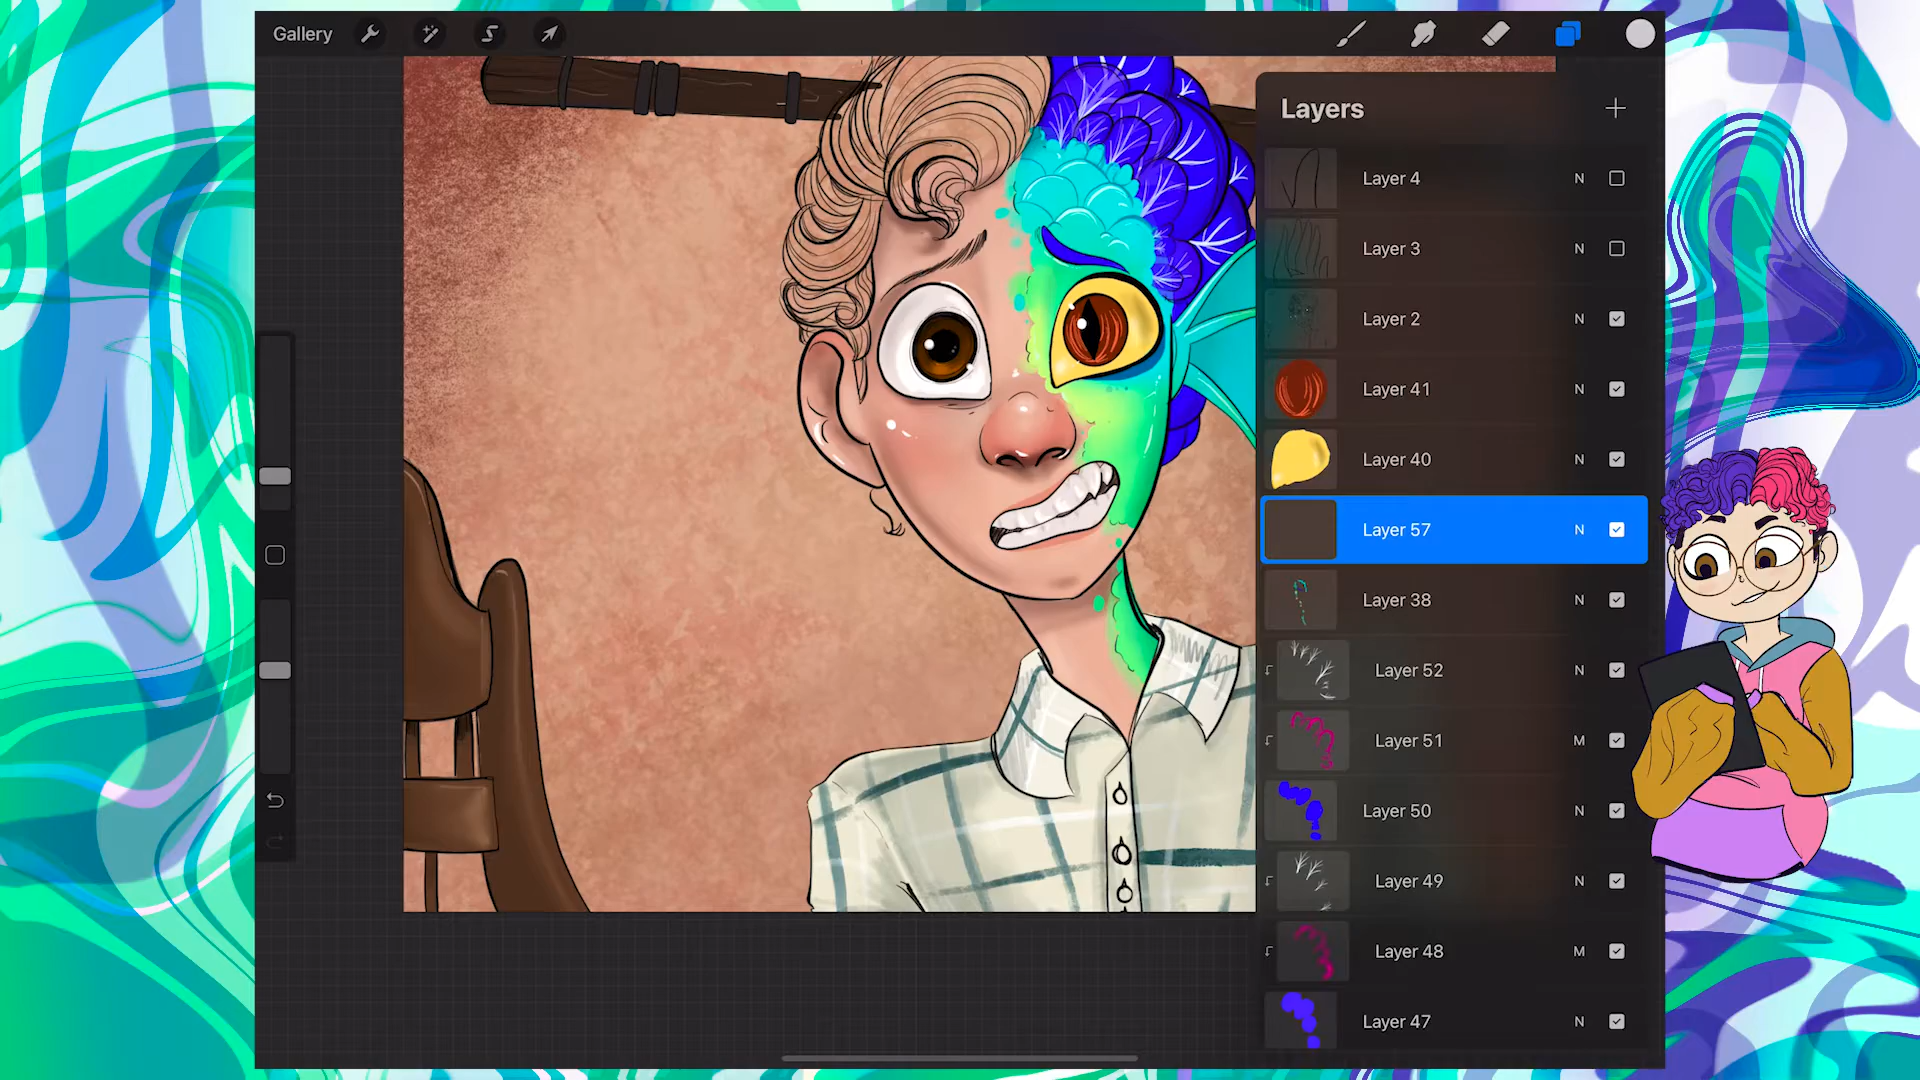 Gallery
Layers
Layer 4 N
Layer 3 N
Layer 2 N
Layer 41 N
Layer 40 N
Layer 57 N
Layer 38 N
Layer 52 N
Layer 51 M
Layer 50 N
Layer 49 N
Layer 48 M
Layer 47 N